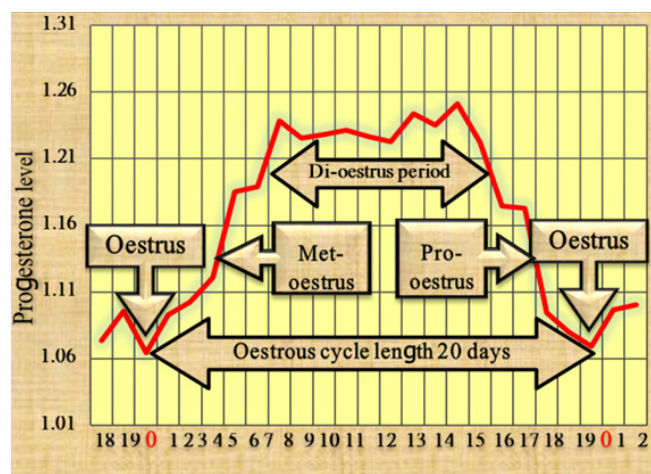 1.31
1.26
1.21
1.16
1.11
1.06
1.01
Progesterone level
Di-oestrus period
Oestrus
Met-
oestrus
Pro-
oestrus
Oestrus
Oestrous cycle length 20 days
18 19 0 1 2 3 4 5 6 7 8 9 10 11 12 13 14 15 16 17 18 19 0 1 2